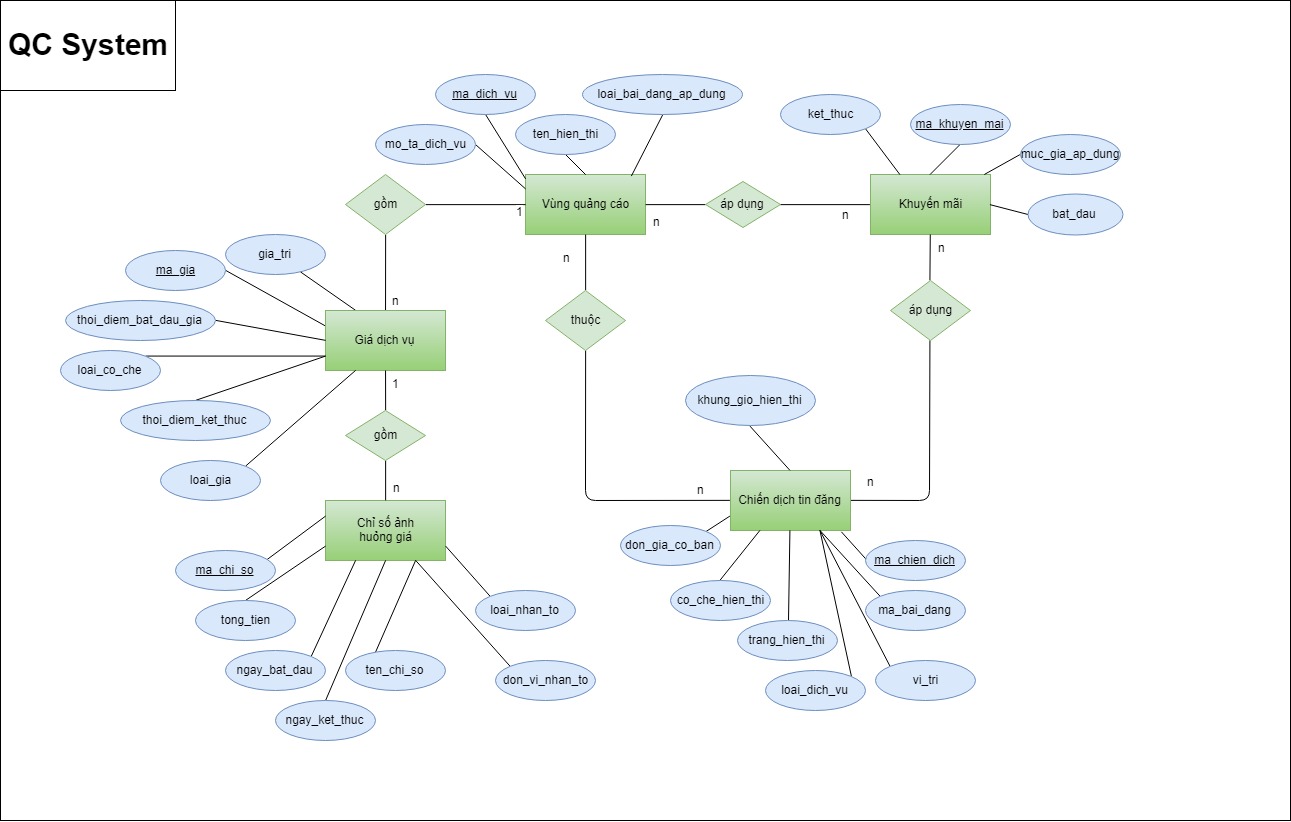 QC System
ma_dich_vu
loai_bai_dang_ap_dung
ten_hien_thi
mo_ta_dich_vu
ket_thuc
ma_khuyen_mai
muc_gia_ap_dung
bat_dau
gồm
1
Vùng quảng cáo
n
áp dụng
n
Khuyến mãi
n
n
gia_tri
ma_gia
thoi_diem_bat_dau_gia
loai_co_che
thoi_diem_ket_thuc
loai_gia
n
Giá dịch vụ
1
thuộc
áp dụng
gồm
n
khung_gio_hien_thi
n
Chiến dịch tin đăng
n
Chỉ số ảnh
huỏng giá
ma_chi_so
tong_tien
ngay_bat_dau
ngay_ket_thuc
ten_chi_so
loai_nhan_to
don_vi_nhan_to
don_gia_co_ban
co_che_hien_thi
trang_hien_thi
loai_dich_vu
vi_tri
ma_bai_dang
ma_chien_dich